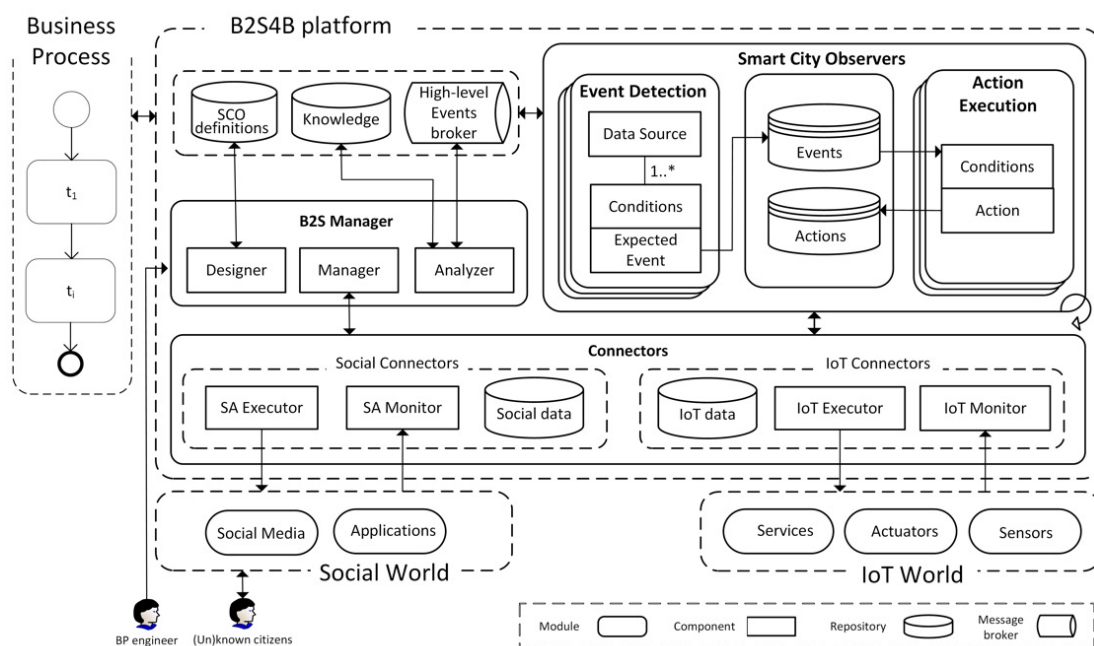 Business
Process
B2S4B platform
t1
ti
SCO
definitions
Knowledge
High-level
Events
broker
B2S Manager
Designer
Manager
Analyzer
Smart City Observers
Event Detection
Data Source
1..*
Conditions
Expected
Event
Events
Actions
Action
Execution
Conditions
Action
Connectors
Social Connectors
SA Executor
SA Monitor
Social data
IoT Connectors
IoT data
IoT Executor
IoT Monitor
Social Media
Applications
Social World
Services
Actuators
Sensors
IoT World
BP engineer
(Un)known citizens
Module
Component
Repository
Message
broker